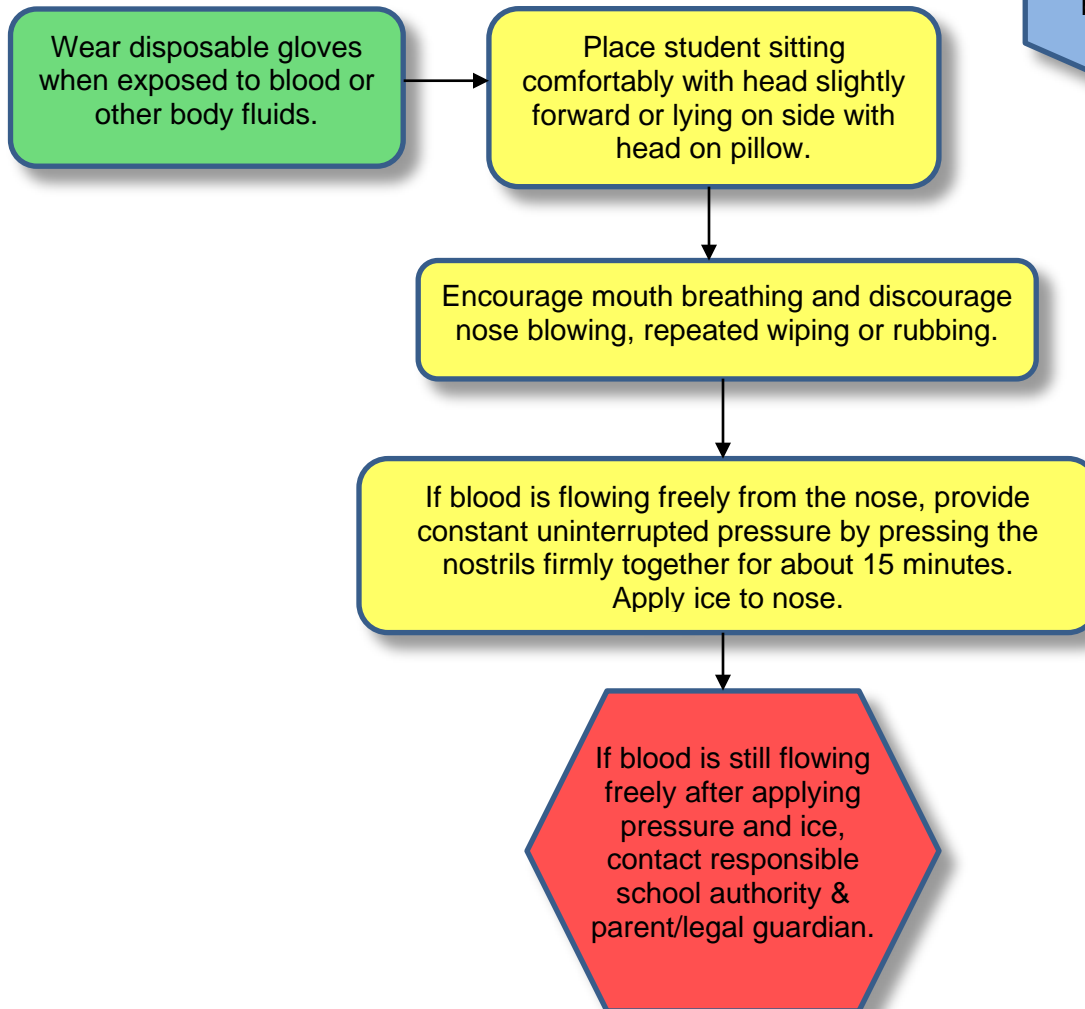 Wear disposable gloves
when exposed to blood or
other body fluids.
Place student sitting
comfortably with head slightly
forward or lying on side with
head on pillow.
Encourage mouth breathing and discourage
nose blowing, repeated wiping or rubbing.
If blood is flowing freely from the nose, provide
constant uninterrupted pressure by pressing the
nostrils firmly together for about 15 minutes.
Apply ice to nose.
If blood is still flowing
freely after applying
pressure and ice,
contact responsible
school authority &
parent/legal guardian.